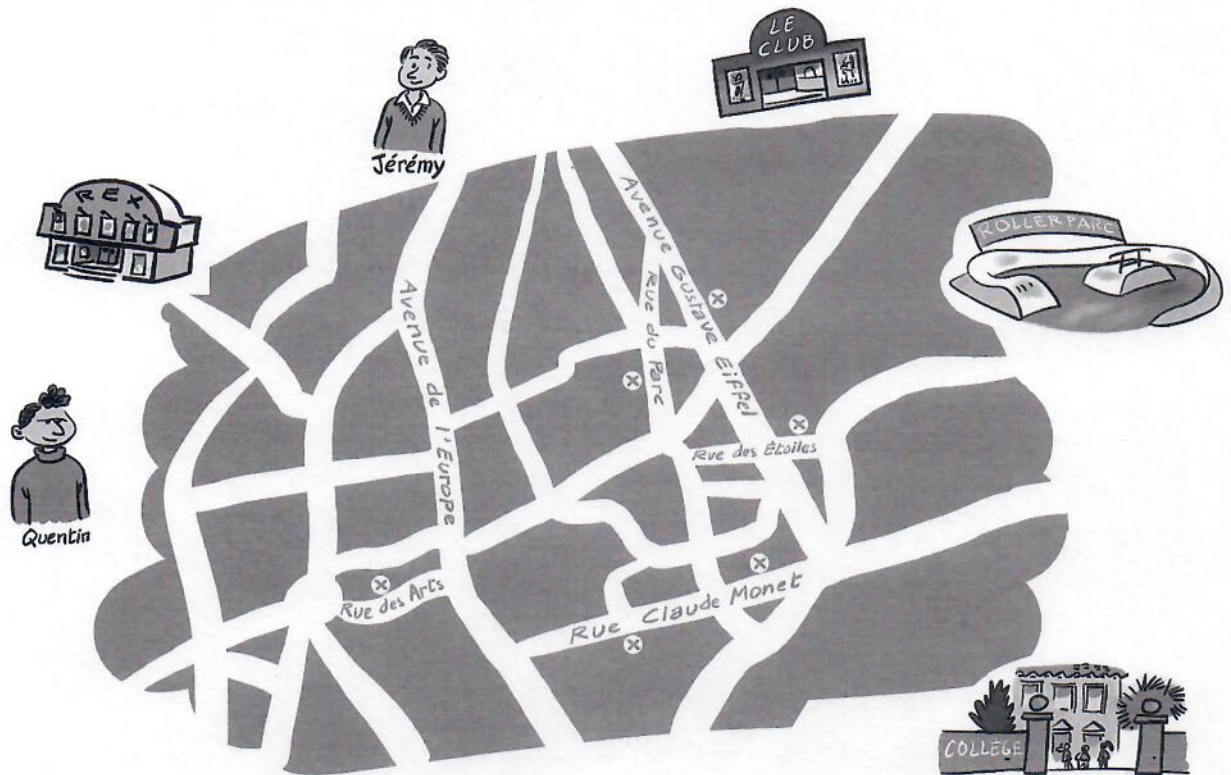 LE
CLUB
Jérémy
REX
ROLLERPARC
Avenue Gustave Eiffel
Avenue de l'Europe
Rue du Parc
Rue des Étoiles
Quentin
Rue des Arts
Rue Claude Monet
COLLÈGE